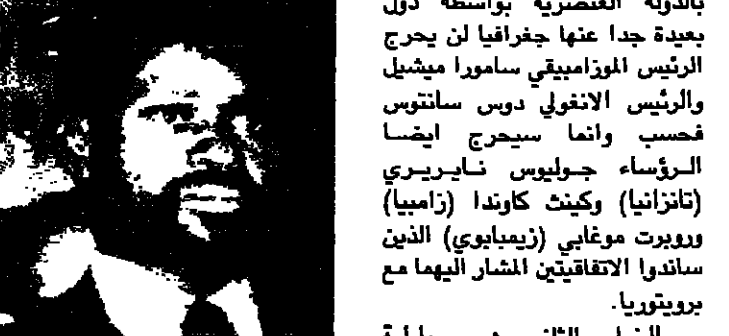 بالدولة العنصرية بواسطة دول
بعيدة جدا عنها جغرافيا لن يحرج
الرئيس الموزامبيقي سامورا ميشيل
والرئيس الانغولي دوس سانتوس
فحسب وانما سيحرج ايضا
الرؤساء جوليوس نايريري
(تانزانيا) وكينث كاوندا (زامبيا)
وروبرت موغابي (زيمبابوي) الذين
ساندوا الاتفاقيتين المشار اليهما مع
برويتوريا.